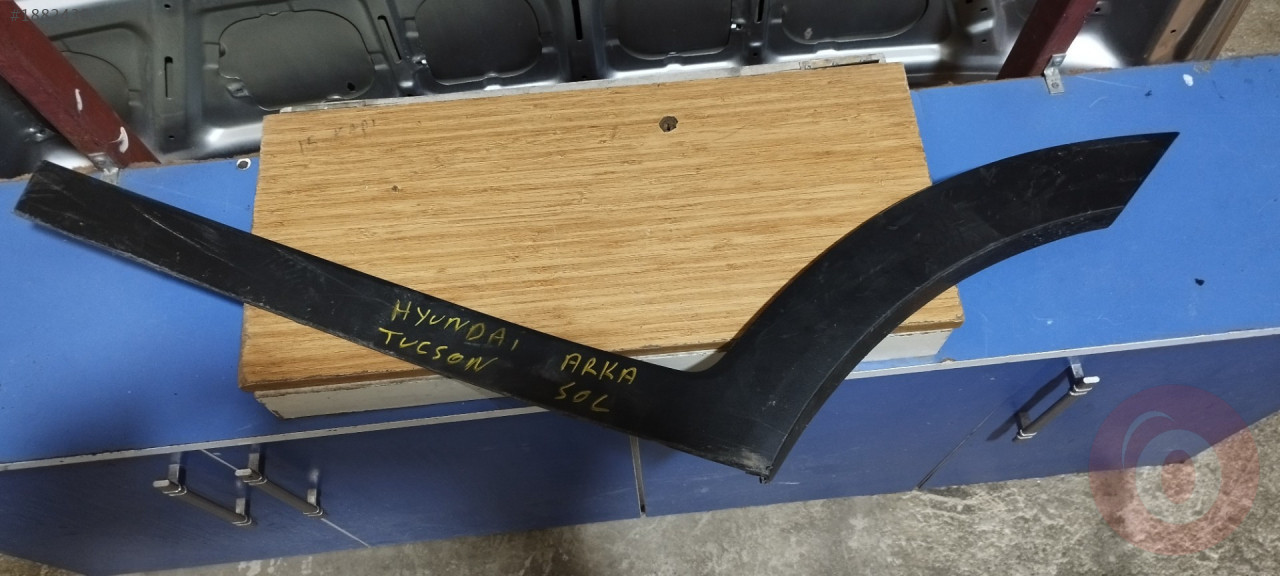 HYUNDAI
TUCSON
ARKA
SOL